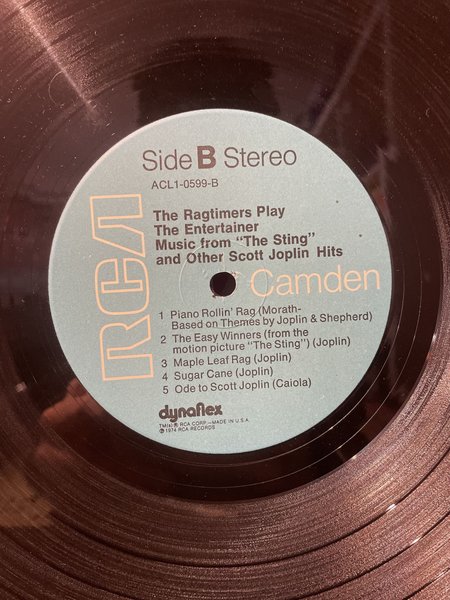 Side B Stereo
ACL1-0599-B
The Ragtimers Play
The Entertainer
Music from "The Sting"
and Other Scott Joplin Hits
RCA
Camden
1 Piano Rollin' Rag (Morath-
Based on Themes by Joplin & Shepherd)
2 The Easy Winners (from the
motion picture "The Sting") (Joplin)
3 Maple Leaf Rag (Joplin)
4 Sugar Cane (Joplin)
5 Ode to Scott Joplin (Caiola)
dynaflex
TM(s) ® RCA CORP.—MADE IN U.S.A.
℗ 1974 RCA RECORDS